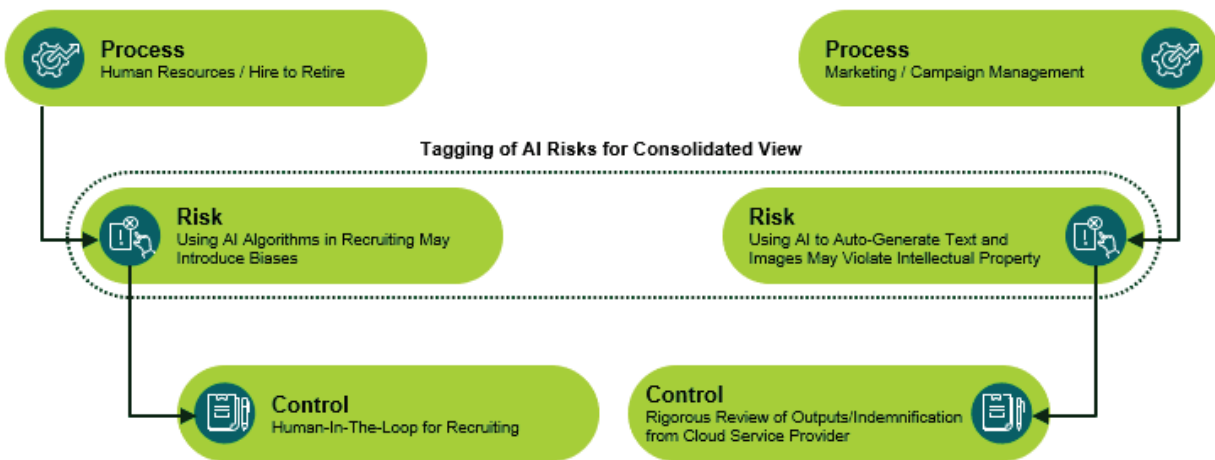 Process
Human Resources / Hire to Retire
Process
Marketing / Campaign Management
Tagging of AI Risks for Consolidated View
Risk
Using AI Algorithms in Recruiting May
Introduce Biases
Risk
Using AI to Auto-Generate Text and
Images May Violate Intellectual Property
Control
Human-In-The-Loop for Recruiting
Control
Rigorous Review of Outputs/Indemnification
from Cloud Service Provider